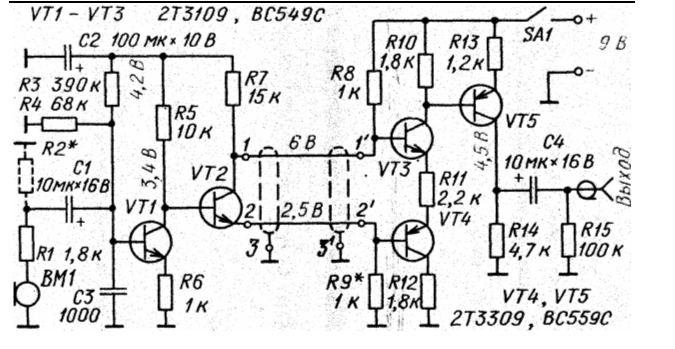 VT1 - VT3 2T3109, BC549C
C2 100 мк × 10 В
+
R3 390 к
R4 68 к
4,2 В
R5
10 к
R7
15 к
R8
1 к
R10
1,8 к
R13
1,2 к
SA1
+
9 В
-
R2*
C1
10мк×16В
+
3,4 В
VT1
VT2
1
6 В
1'
2
2,5 В
2'
3
3'
VT3
VT4
VT5
4,5 В
C4
10 мк×16В
+
Выход
R11
2,2 к
R1 1,8 к
BM1
C3
1000
R6
1 к
R9*
1 к
R12
1,8к
R14
4,7 к
R15
100 к
VT4, VT5
2T3309, BC559C